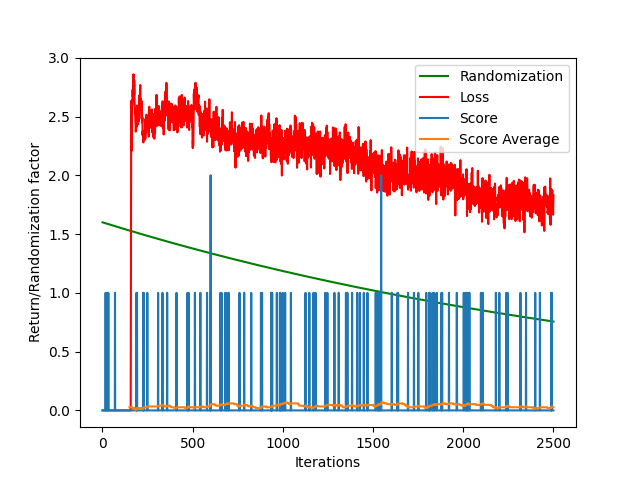 3.0
2.5
2.0
1.5
1.0
0.5
0.0
Return/Randomization factor
Randomization
Loss
Score
Score Average
0 500 1000 1500 2000 2500
Iterations